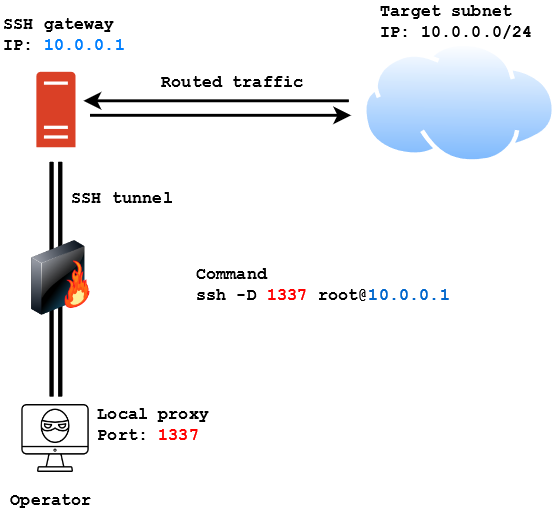 SSH gateway
IP: 10.0.0.1
Target subnet
IP: 10.0.0.0/24
Routed traffic
SSH tunnel
Command
ssh -D 1337 root@10.0.0.1
Local proxy
Port: 1337
Operator